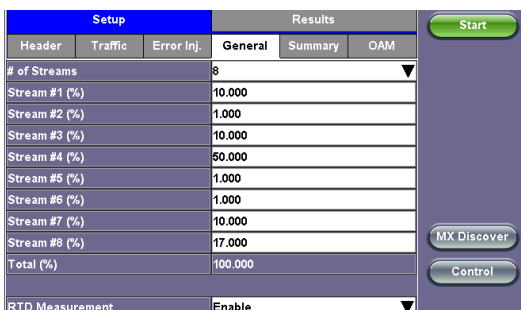 Setup Results
Start
Header Traffic Error Inj. General Summary OAM
# of Streams 8
Stream #1 (%) 10.000
Stream #2 (%) 1.000
Stream #3 (%) 10.000
Stream #4 (%) 50.000
Stream #5 (%) 1.000
Stream #6 (%) 1.000
Stream #7 (%) 10.000
Stream #8 (%) 17.000
MX Discover
Total (%) 100.000
Control
RTD Measurement Enable